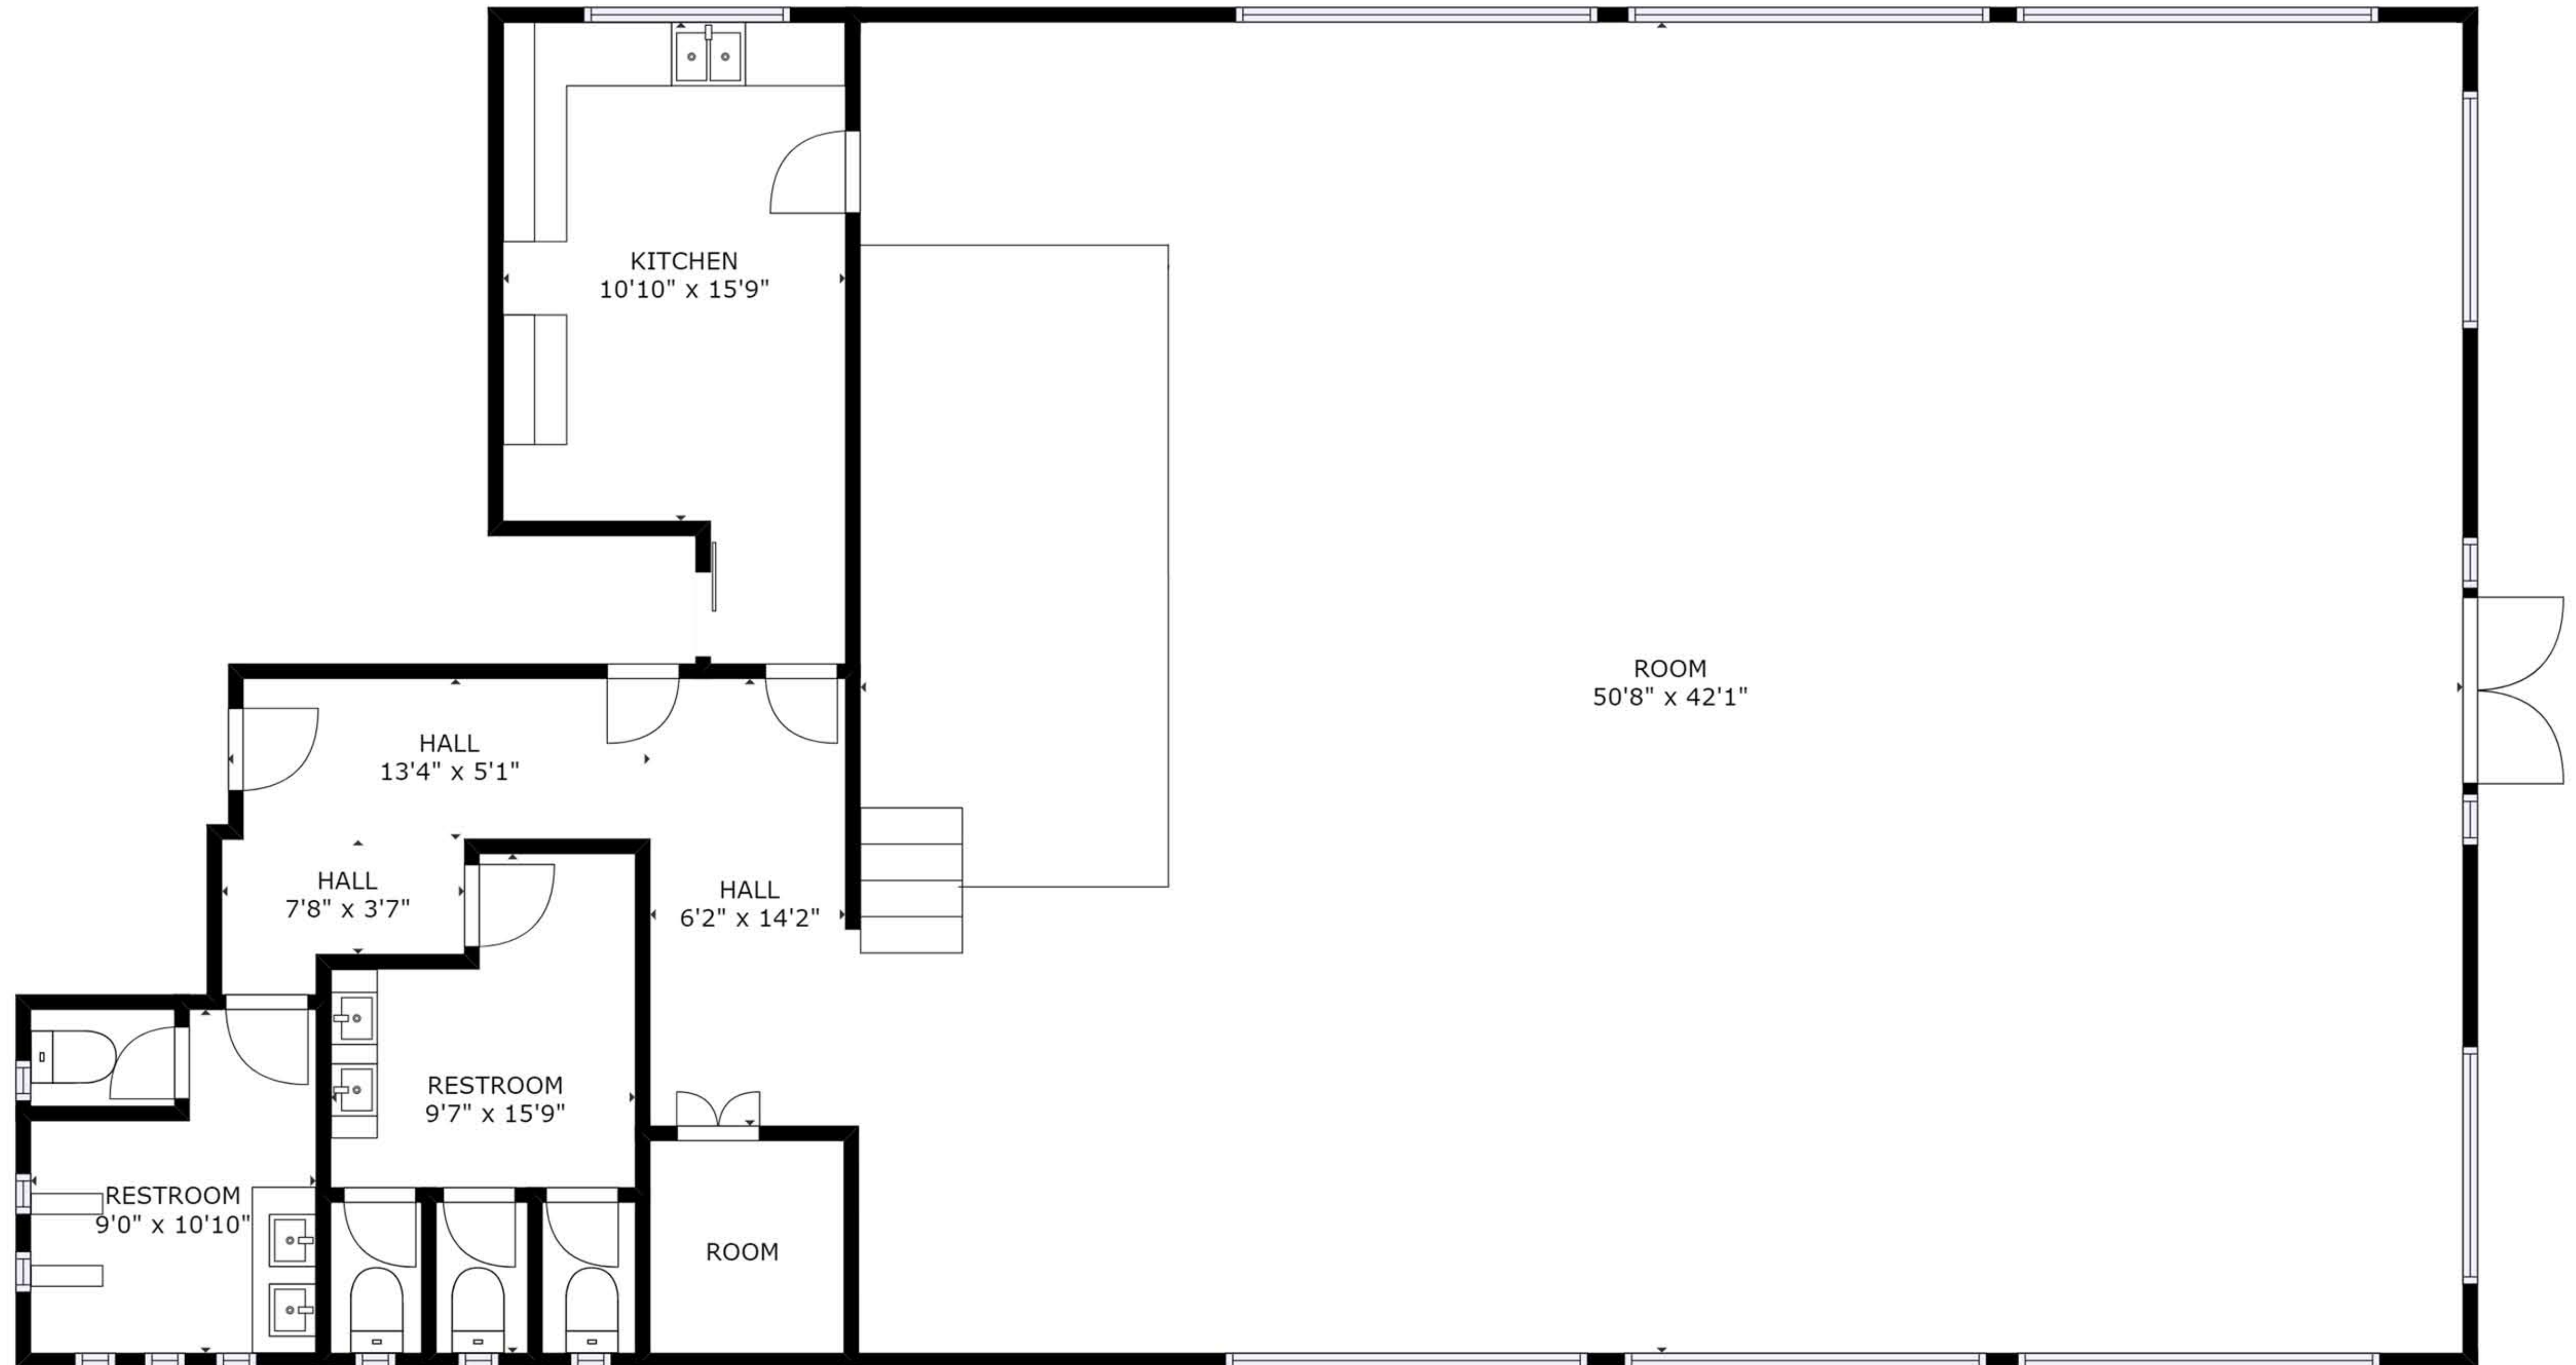 KITCHEN
10'10" x 15'9"
ROOM
50'8" x 42'1"
HALL
13'4" x 5'1"
HALL
7'8" x 3'7"
HALL
6'2" x 14'2"
RESTROOM
9'7" x 15'9"
RESTROOM
9'0" x 10'10"
ROOM